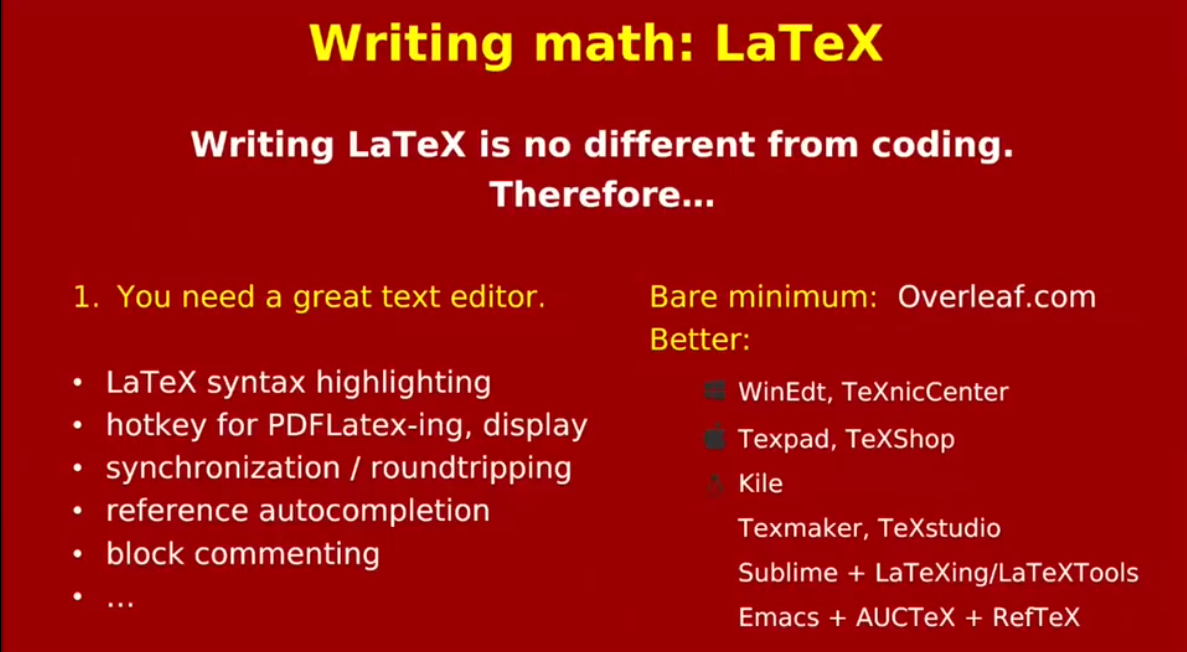 Writing math: LaTeX
Writing LaTeX is no different from coding.
Therefore…
1. You need a great text editor.
• LaTeX syntax highlighting
• hotkey for PDFLatex-ing, display
• synchronization / roundtripping
• reference autocompletion
• block commenting
• …
Bare minimum: Overleaf.com
Better:
WinEdt, TeXnicCenter
Texpad, TeXShop
Kile
Texmaker, TeXstudio
Sublime + LaTeXing/LaTeXTools
Emacs + AUCTeX + RefTeX